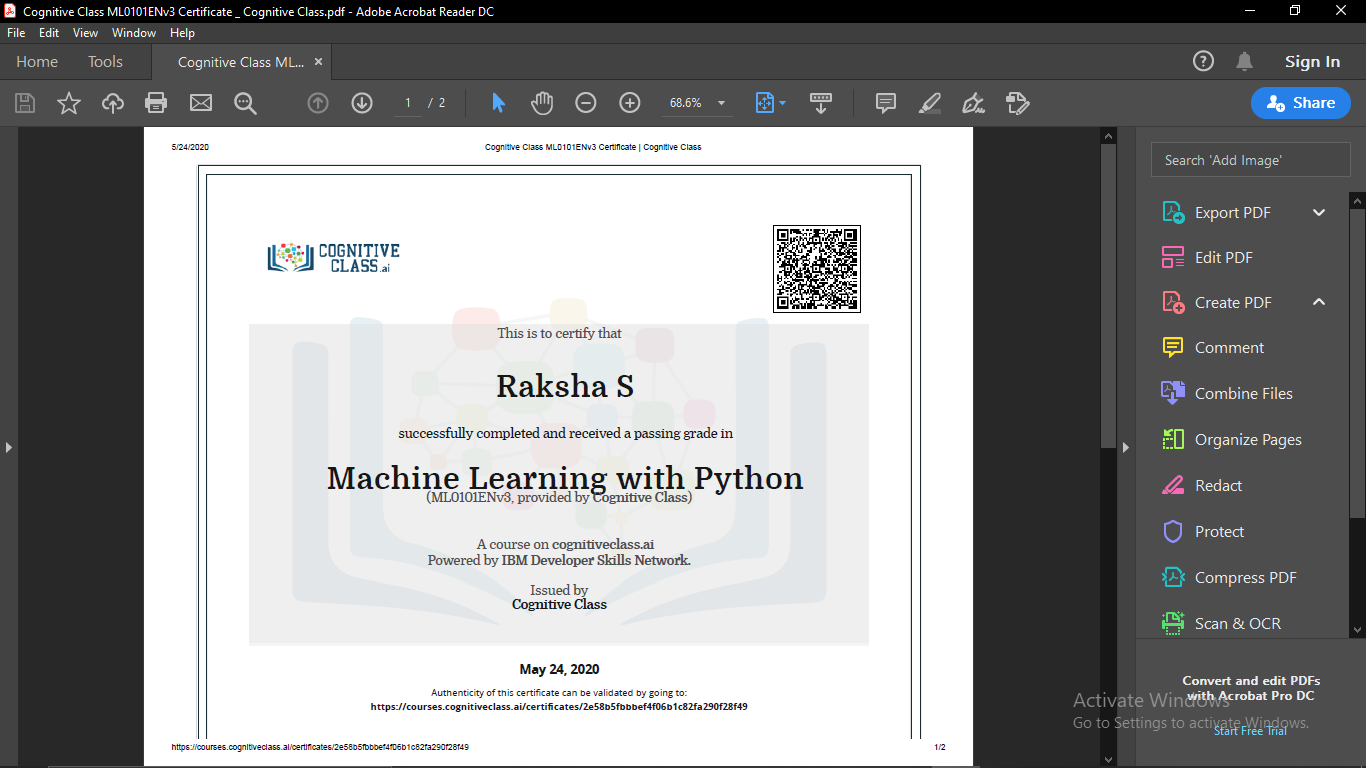 Cognitive Class ML0101ENv3 Certificate _ Cognitive Class.pdf - Adobe Acrobat Reader DC
File Edit View Window Help
Home Tools Cognitive Class ML... × Sign In
1 / 2 68.6% Share
5/24/2020 Cognitive Class ML0101ENv3 Certificate | Cognitive Class
COGNITIVE
CLASS.ai
This is to certify that
Raksha S
successfully completed and received a passing grade in
Machine Learning with Python
(ML0101ENv3, provided by Cognitive Class)
A course on cognitiveclass.ai
Powered by IBM Developer Skills Network.
Issued by
Cognitive Class
May 24, 2020
Authenticity of this certificate can be validated by going to:
https://courses.cognitiveclass.ai/certificates/2e58b5fbbbef4f06b1c82fa290f28f49
https://courses.cognitiveclass.ai/certificates/2e58b5fbbbef4f06b1c82fa290f28f49 1/2
Search 'Add Image'
Export PDF
Edit PDF
Create PDF
Comment
Combine Files
Organize Pages
Redact
Protect
Compress PDF
Scan & OCR
Convert and edit PDFs
with Acrobat Pro DC
Start Free Trial
Activate Windows
Go to Settings to activate Windows.